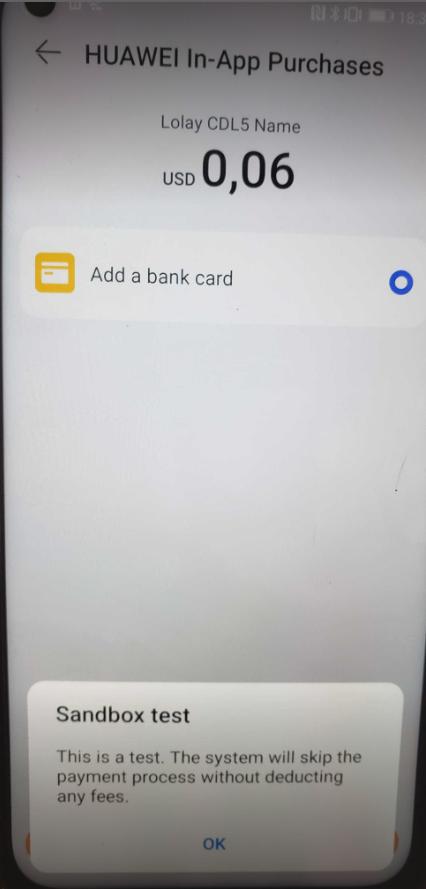 HUAWEI In-App Purchases
Lolay CDL5 Name
USD 0,06
Add a bank card
Sandbox test
This is a test. The system will skip the
payment process without deducting
any fees.
OK